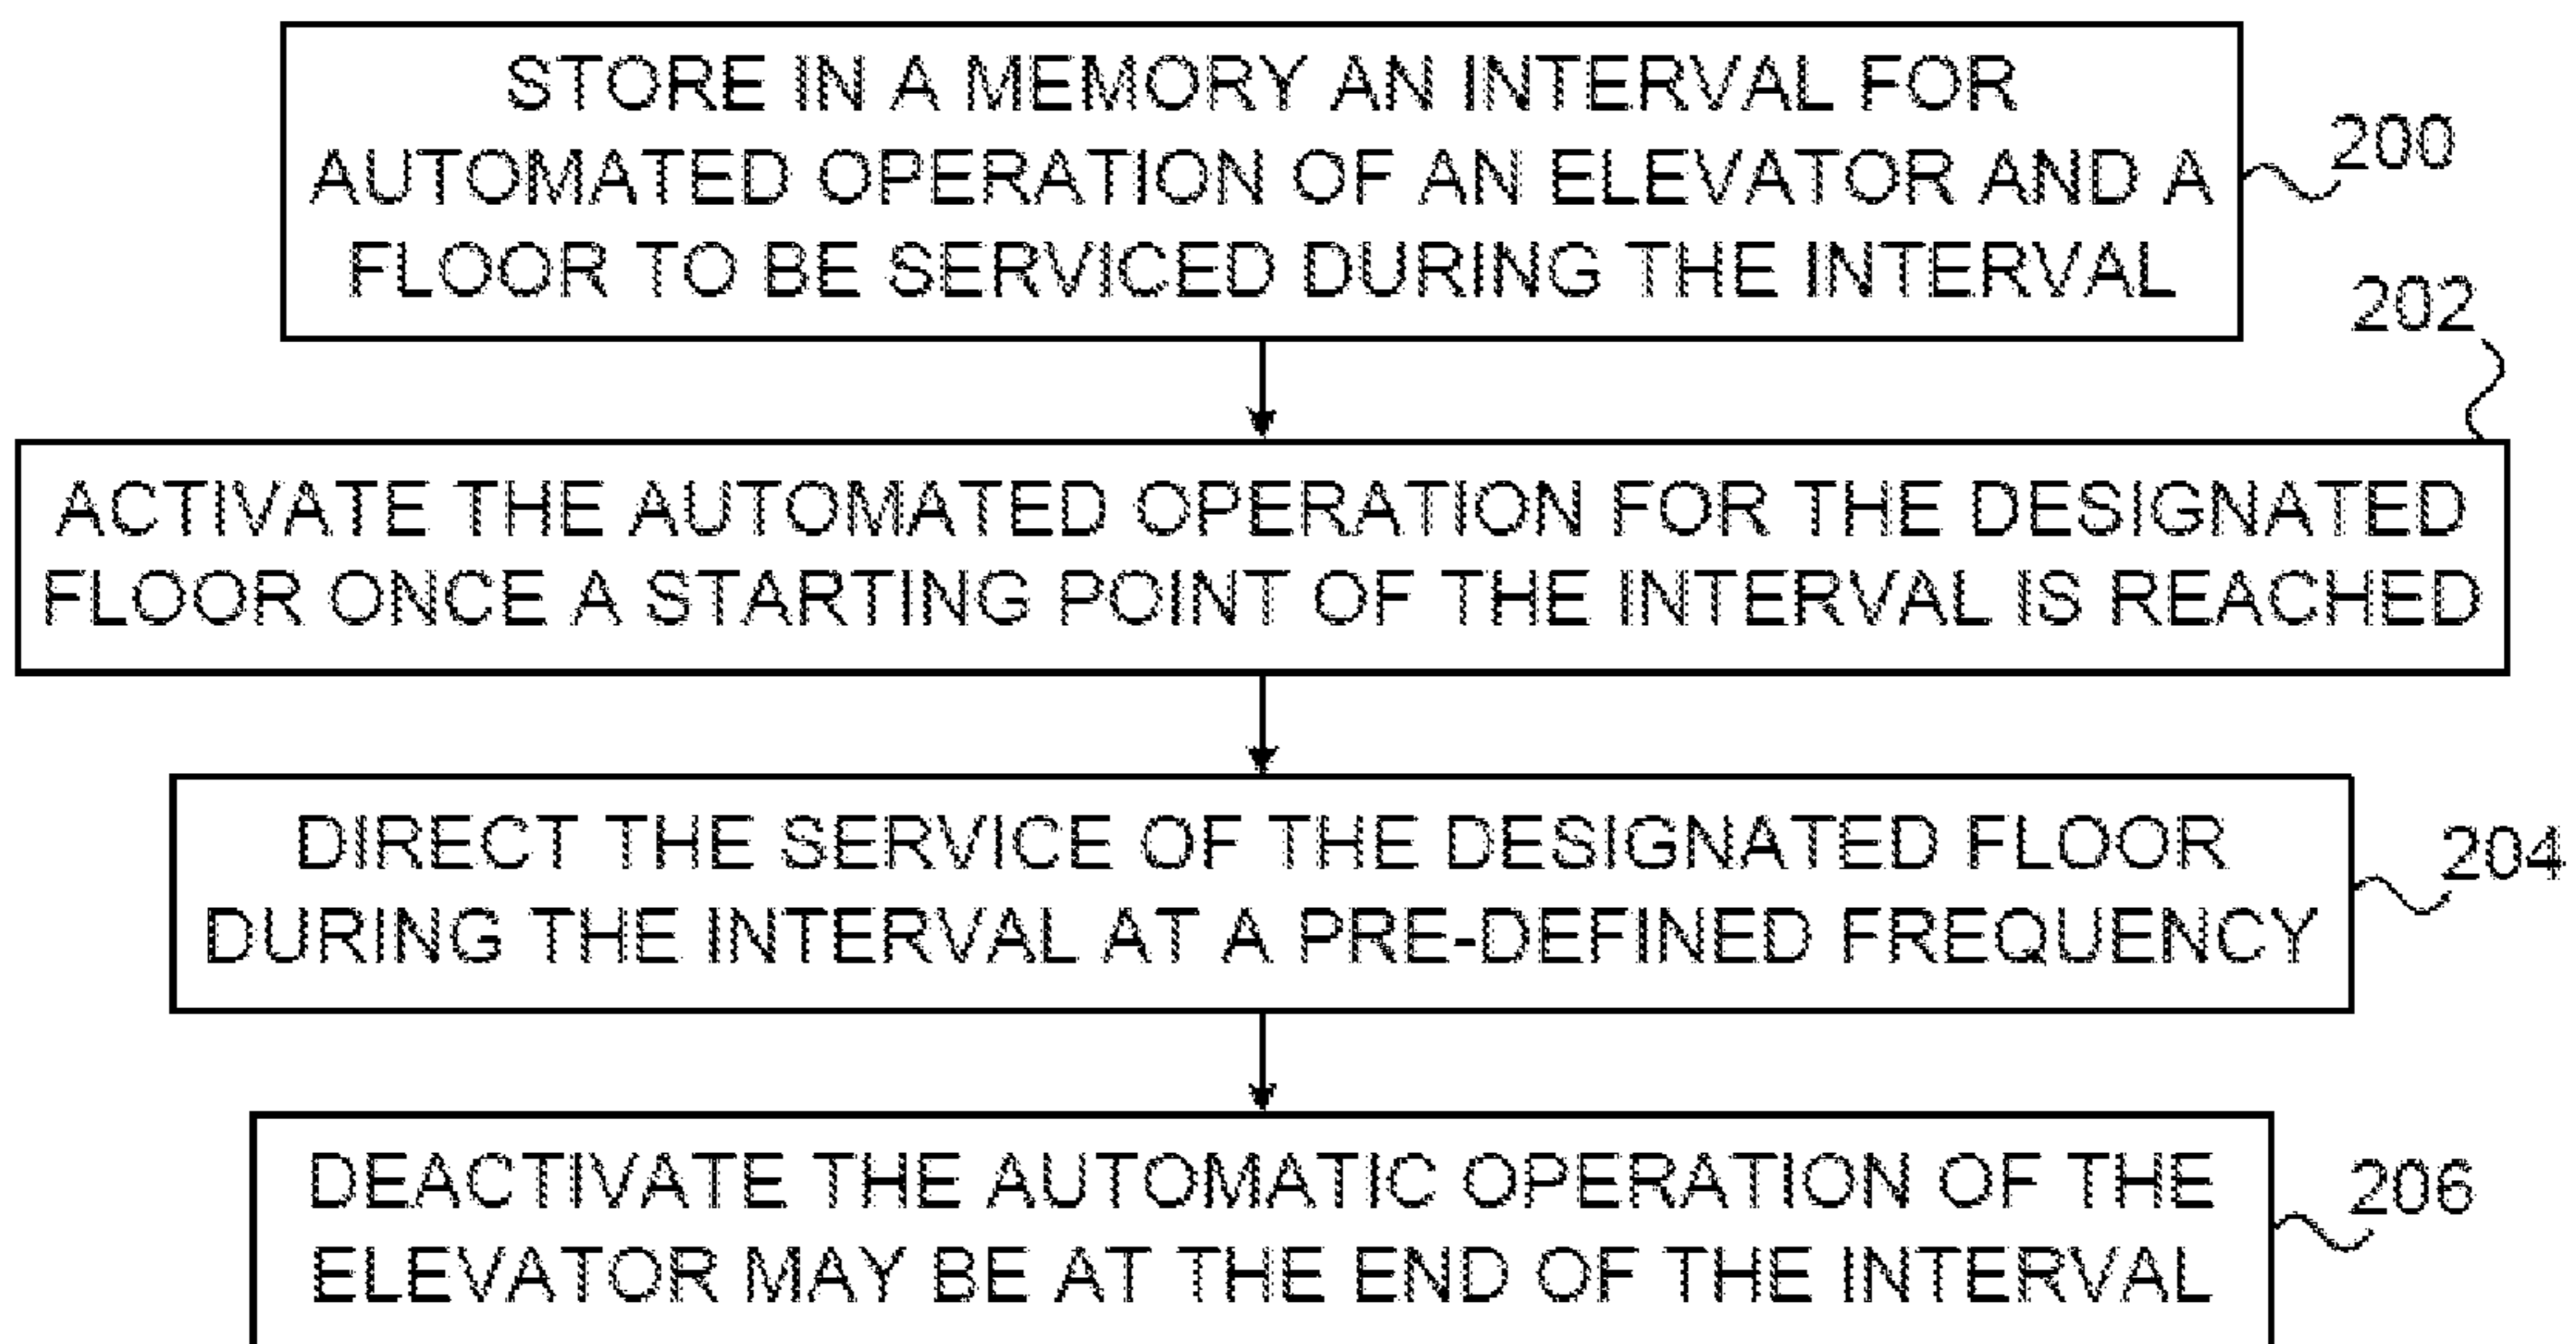 STORE IN A MEMORY AN INTERVAL FOR
AUTOMATED OPERATION OF AN ELEVATOR AND A
FLOOR TO BE SERVICED DURING THE INTERVAL
200
202
ACTIVATE THE AUTOMATED OPERATION FOR THE DESIGNATED
FLOOR ONCE A STARTING POINT OF THE INTERVAL IS REACHED
DIRECT THE SERVICE OF THE DESIGNATED FLOOR
DURING THE INTERVAL AT A PRE-DEFINED FREQUENCY
204
DEACTIVATE THE AUTOMATIC OPERATION OF THE
ELEVATOR MAY BE AT THE END OF THE INTERVAL
206